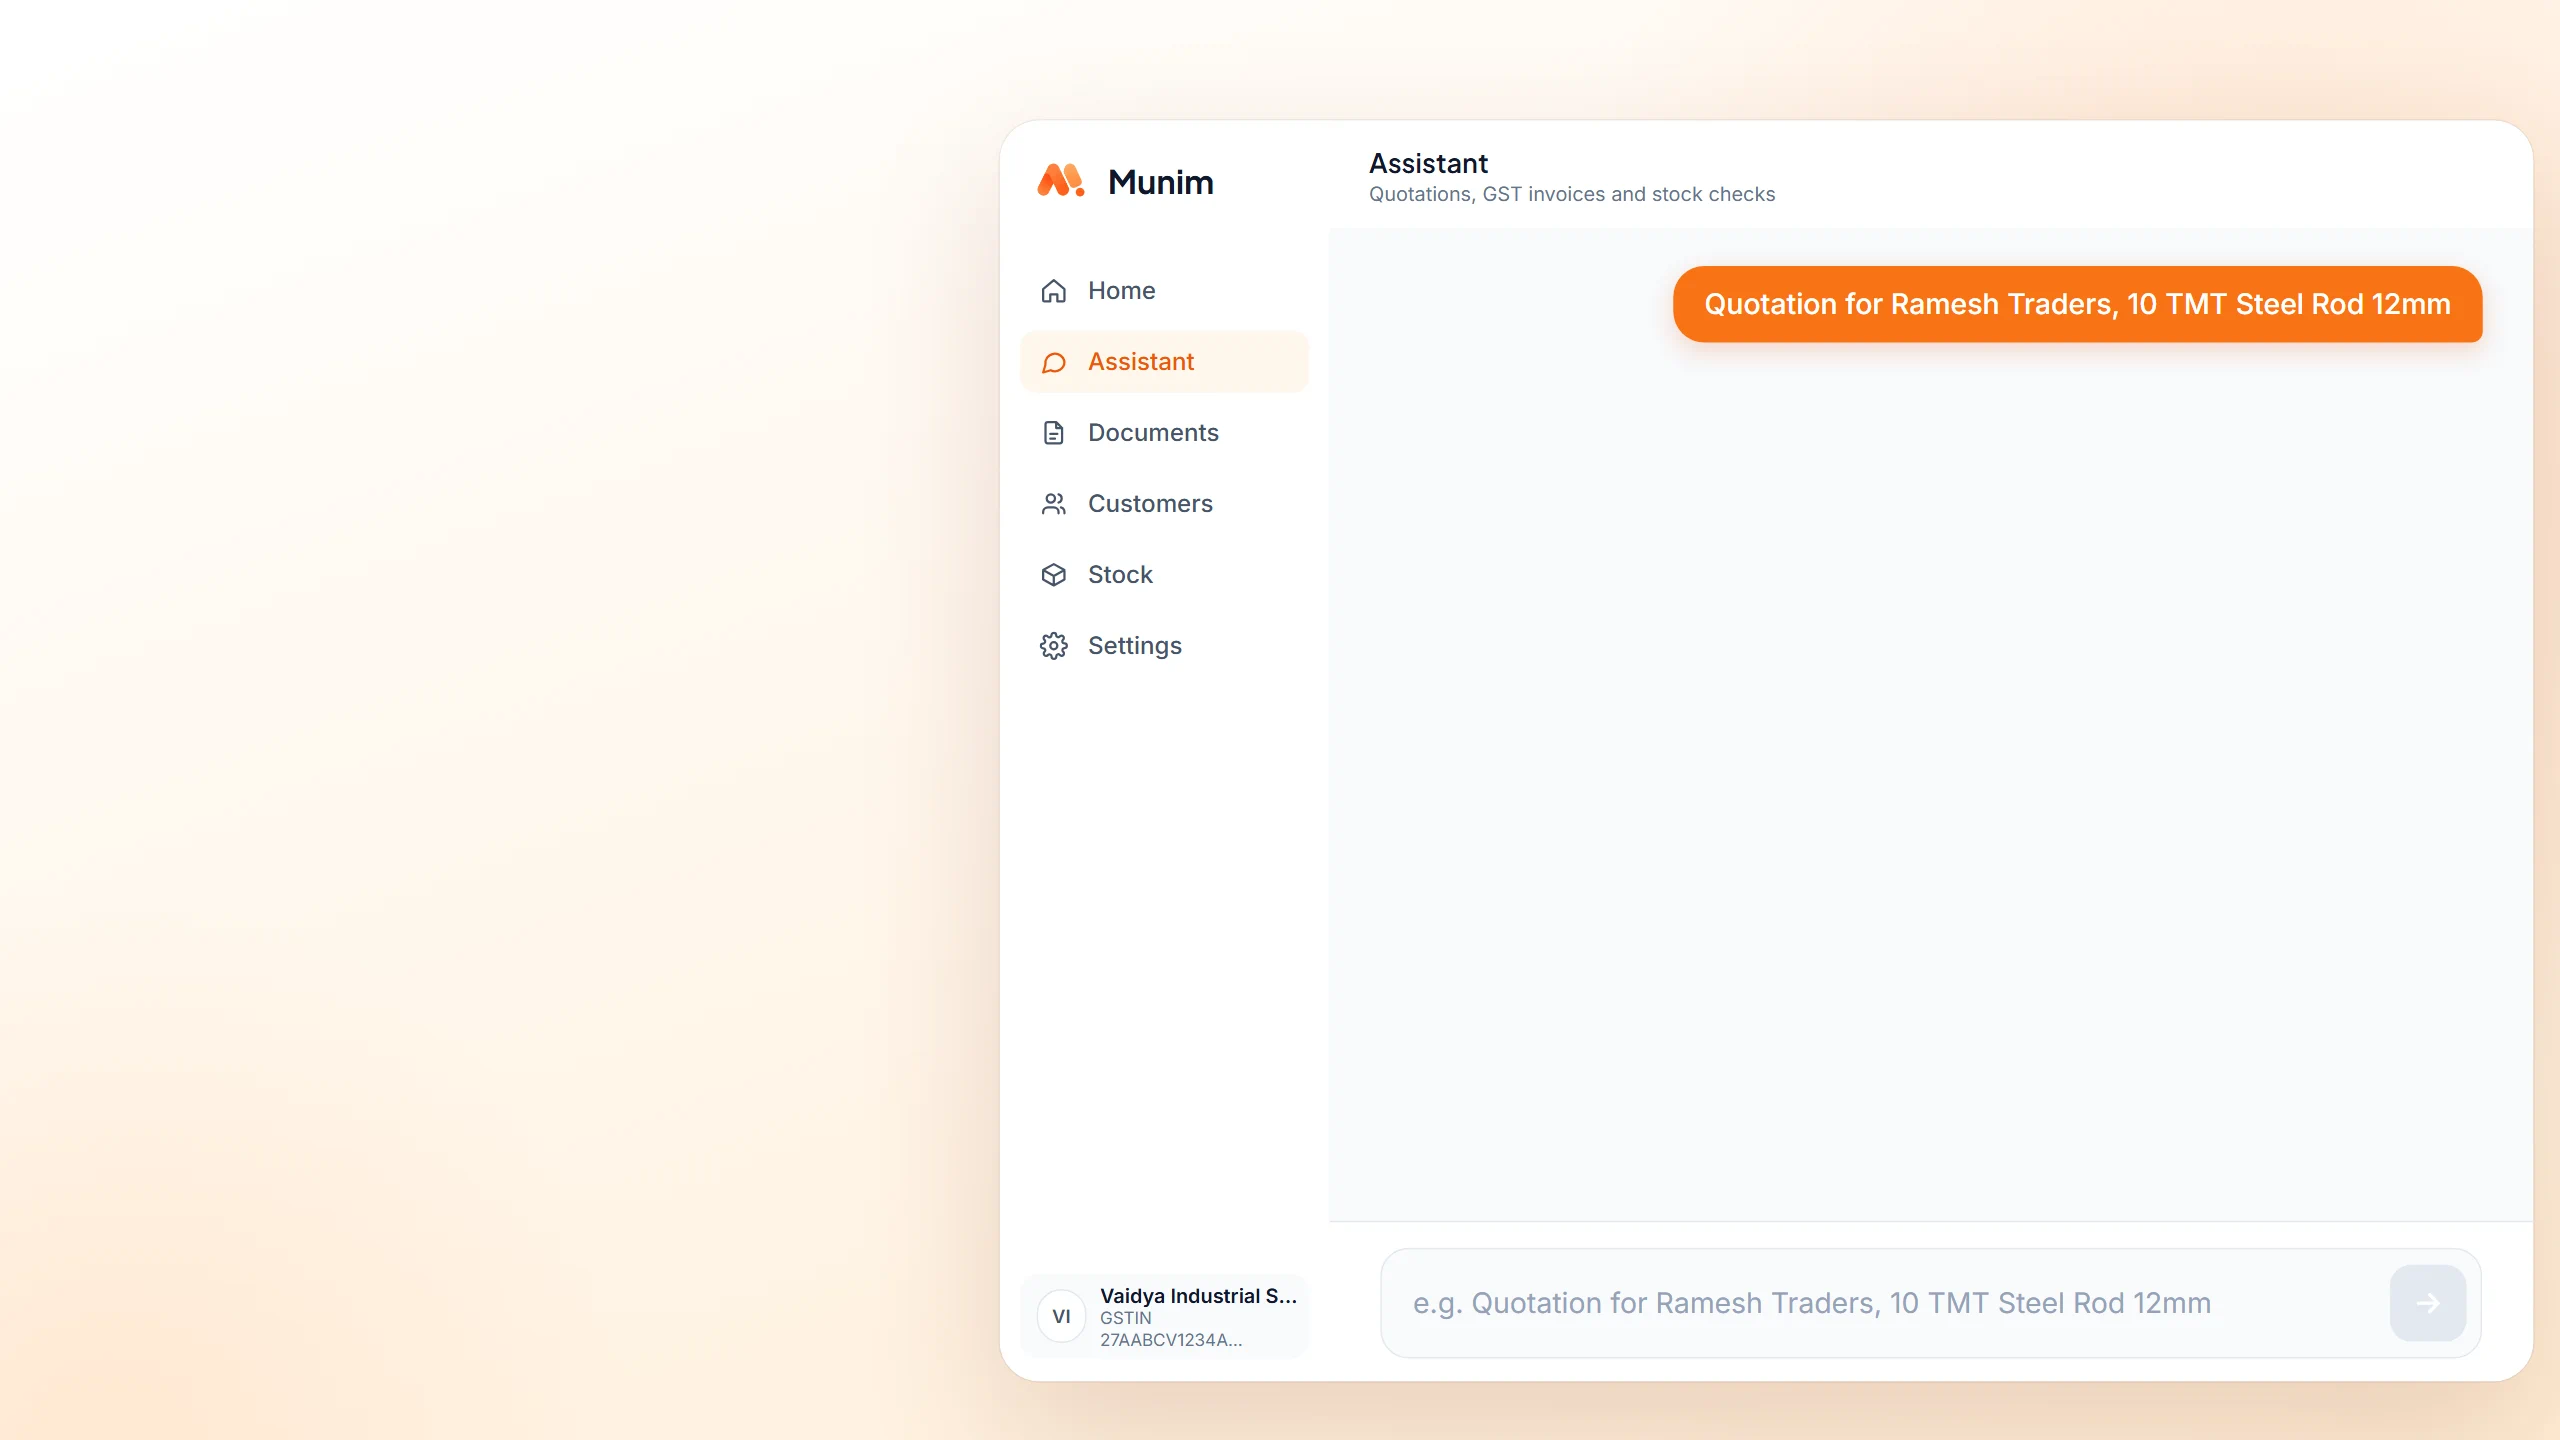 Munim
Home
Assistant
Documents
Customers
Stock
Settings
VI
Vaidya Industrial S...
GSTIN
27AABCV1234A...
Assistant
Quotations, GST invoices and stock checks
Quotation for Ramesh Traders, 10 TMT Steel Rod 12mm
e.g. Quotation for Ramesh Traders, 10 TMT Steel Rod 12mm